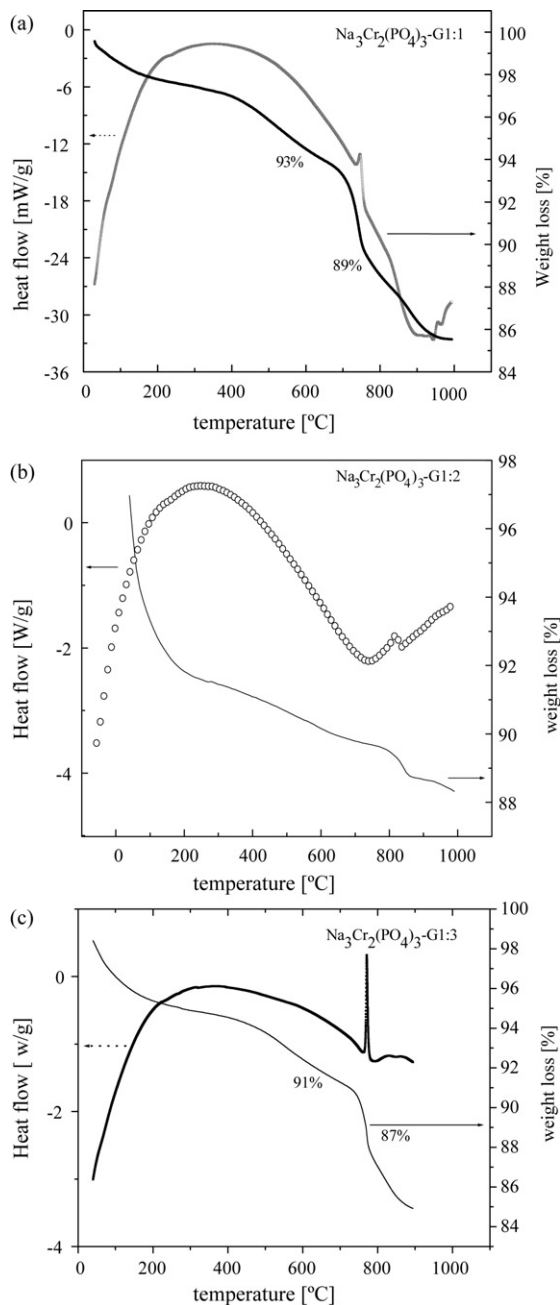 (a)
Na3Cr2(PO4)3-G1:1
0
-6
-12
-18
-24
-30
-36
heat flow [mW/g]
100
98
96
94
92
90
88
86
84
Weight loss [%]
93%
89%
0 200 400 600 800 1000
temperature [ºC]
(b)
Na3Cr2(PO4)3-G1:2
0
-2
-4
Heat flow [W/g]
98
97
96
94
92
90
88
weight loss [%]
0 200 400 600 800 1000
temperature [ºC]
(c)
Na3Cr2(PO4)3-G1:3
0
-2
-4
Heat flow [ w/g]
100
98
96
94
92
90
88
86
84
weight loss [%]
91%
87%
0 200 400 600 800 1000
temperature [ºC]